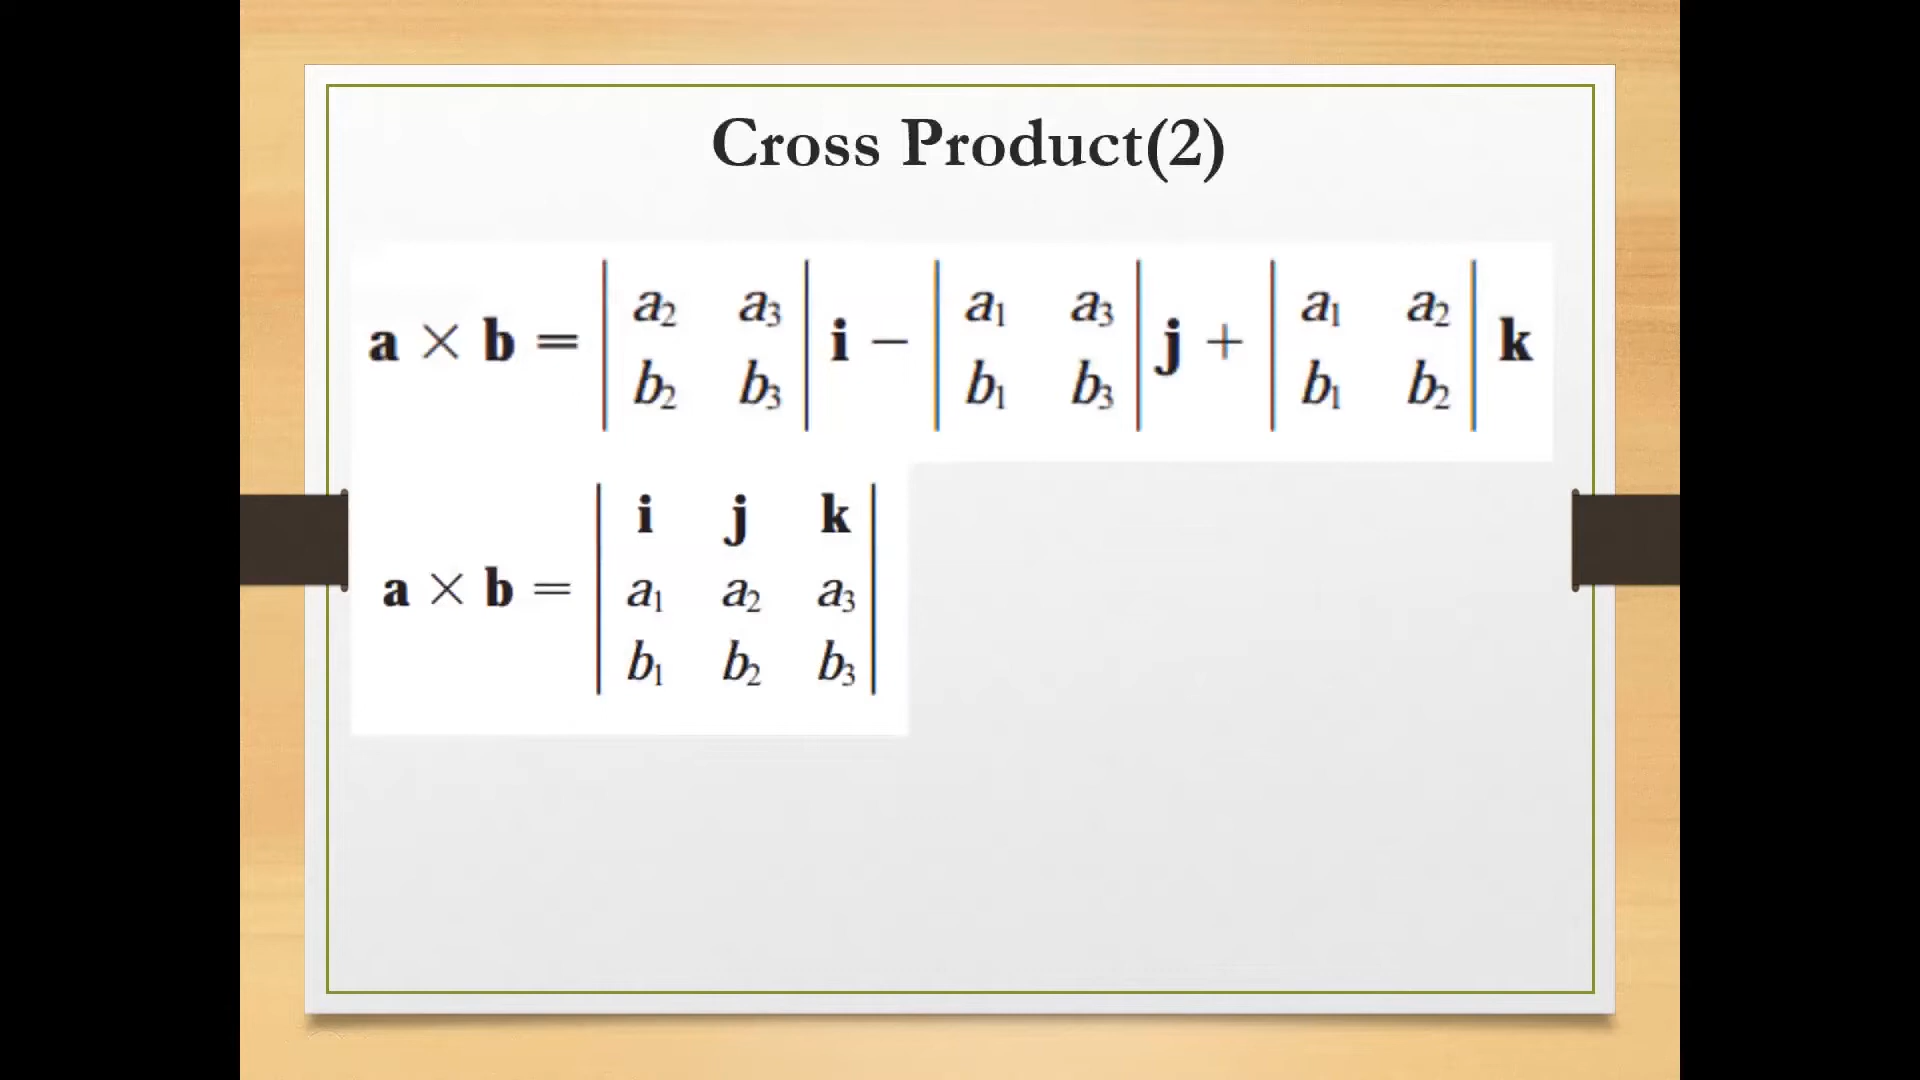 Cross Product(2)
a × b = | a₂ a₃ | i − | a₁ a₃ | j + | a₁ a₂ | k
| b₂ b₃ | | b₁ b₃ | | b₁ b₂ |
| i j k |
a × b = | a₁ a₂ a₃ |
| b₁ b₂ b₃ |